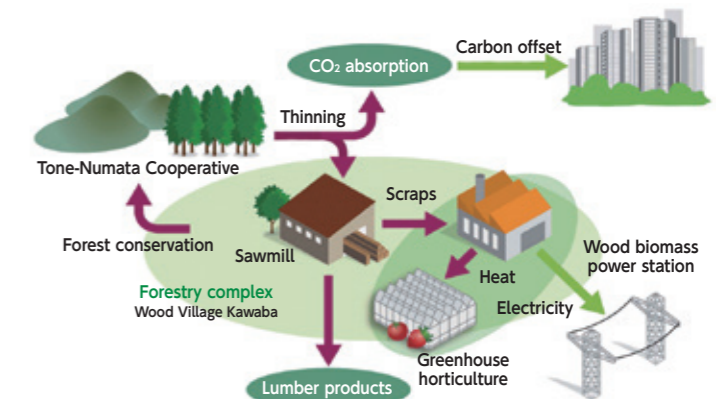 Carbon offset
CO₂ absorption
Thinning
Tone-Numata Cooperative
Scraps
Forest conservation
Sawmill
Wood biomass
power station
Heat
Forestry complex
Wood Village Kawaba
Electricity
Greenhouse
horticulture
Lumber products